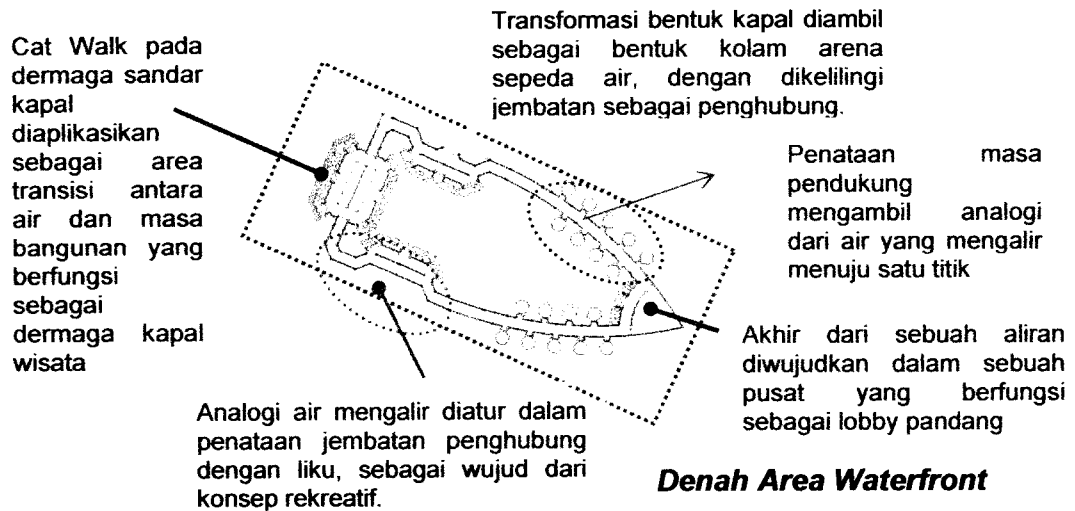 Transformasi bentuk kapal diambil
sebagai bentuk kolam arena
sepeda air, dengan dikelilingi
jembatan sebagai penghubung.
Cat Walk pada
dermaga sandar
kapal
diaplikasikan
sebagai area
transisi antara
air dan masa
bangunan yang
berfungsi
sebagai
dermaga kapal
wisata
Penataan masa
pendukung
mengambil analogi
dari air yang mengalir
menuju satu titik
Akhir dari sebuah aliran
diwujudkan dalam sebuah
pusat yang berfungsi
sebagai lobby pandang
Analogi air mengalir diatur dalam
penataan jembatan penghubung
dengan liku, sebagai wujud dari
konsep rekreatif.
Denah Area Waterfront